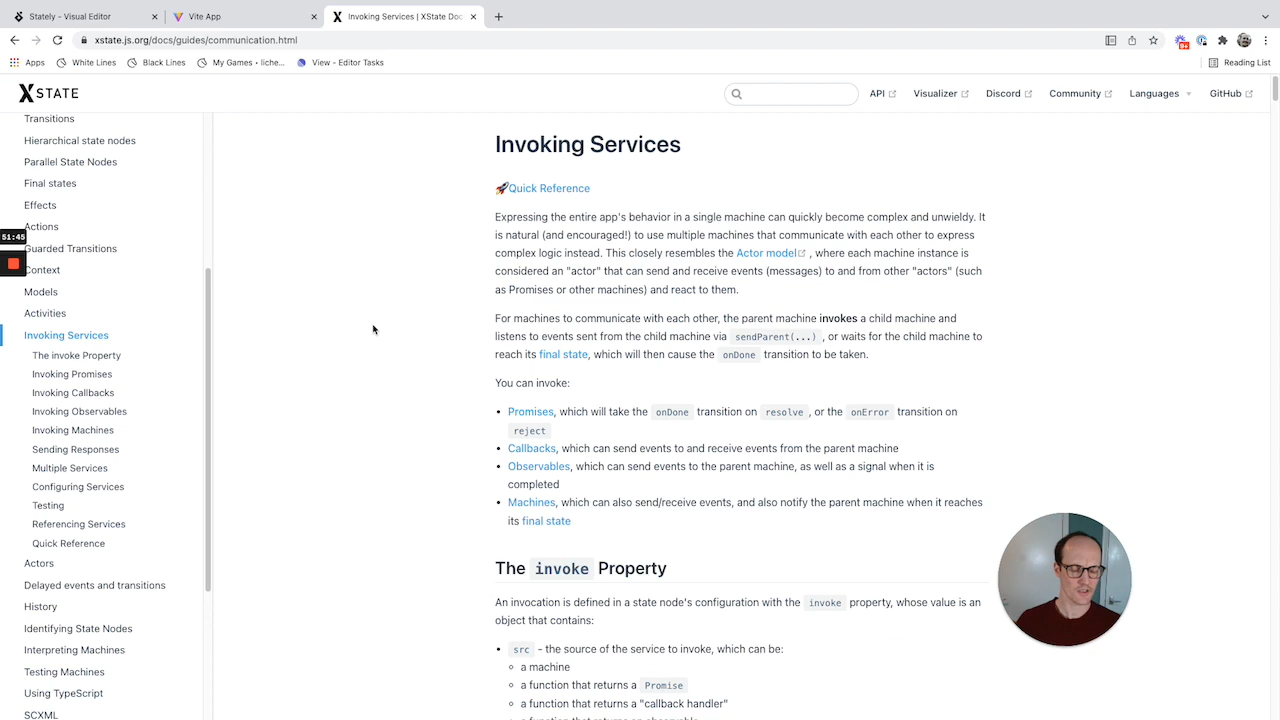 Stately - Visual Editor
Vite App
Invoking Services | XState Doc
xstate.js.org/docs/guides/communication.html
9+
Apps
White Lines
Black Lines
My Games · liche...
View - Editor Tasks
Reading List
XSTATE
API
Visualizer
Discord
Community
Languages
GitHub
Transitions
Hierarchical state nodes
Parallel State Nodes
Final states
Effects
Actions
Guarded Transitions
Context
Models
Activities
Invoking Services
The invoke Property
Invoking Promises
Invoking Callbacks
Invoking Observables
Invoking Machines
Sending Responses
Multiple Services
Configuring Services
Testing
Referencing Services
Quick Reference
Actors
Delayed events and transitions
History
Identifying State Nodes
Interpreting Machines
Testing Machines
Using TypeScript
SCXML
51:45
Invoking Services
🚀Quick Reference
Expressing the entire app's behavior in a single machine can quickly become complex and unwieldy. It
is natural (and encouraged!) to use multiple machines that communicate with each other to express
complex logic instead. This closely resembles the Actor model , where each machine instance is
considered an "actor" that can send and receive events (messages) to and from other "actors" (such
as Promises or other machines) and react to them.
For machines to communicate with each other, the parent machine invokes a child machine and
listens to events sent from the child machine via sendParent(...) , or waits for the child machine to
reach its final state, which will then cause the onDone transition to be taken.
You can invoke:
• Promises, which will take the onDone transition on resolve , or the onError transition on
reject
• Callbacks, which can send events to and receive events from the parent machine
• Observables, which can send events to the parent machine, as well as a signal when it is
completed
• Machines, which can also send/receive events, and also notify the parent machine when it reaches
its final state
The invoke Property
An invocation is defined in a state node's configuration with the invoke property, whose value is an
object that contains:
• src - the source of the service to invoke, which can be:
○ a machine
○ a function that returns a Promise
○ a function that returns a "callback handler"
○ a function that returns an observable